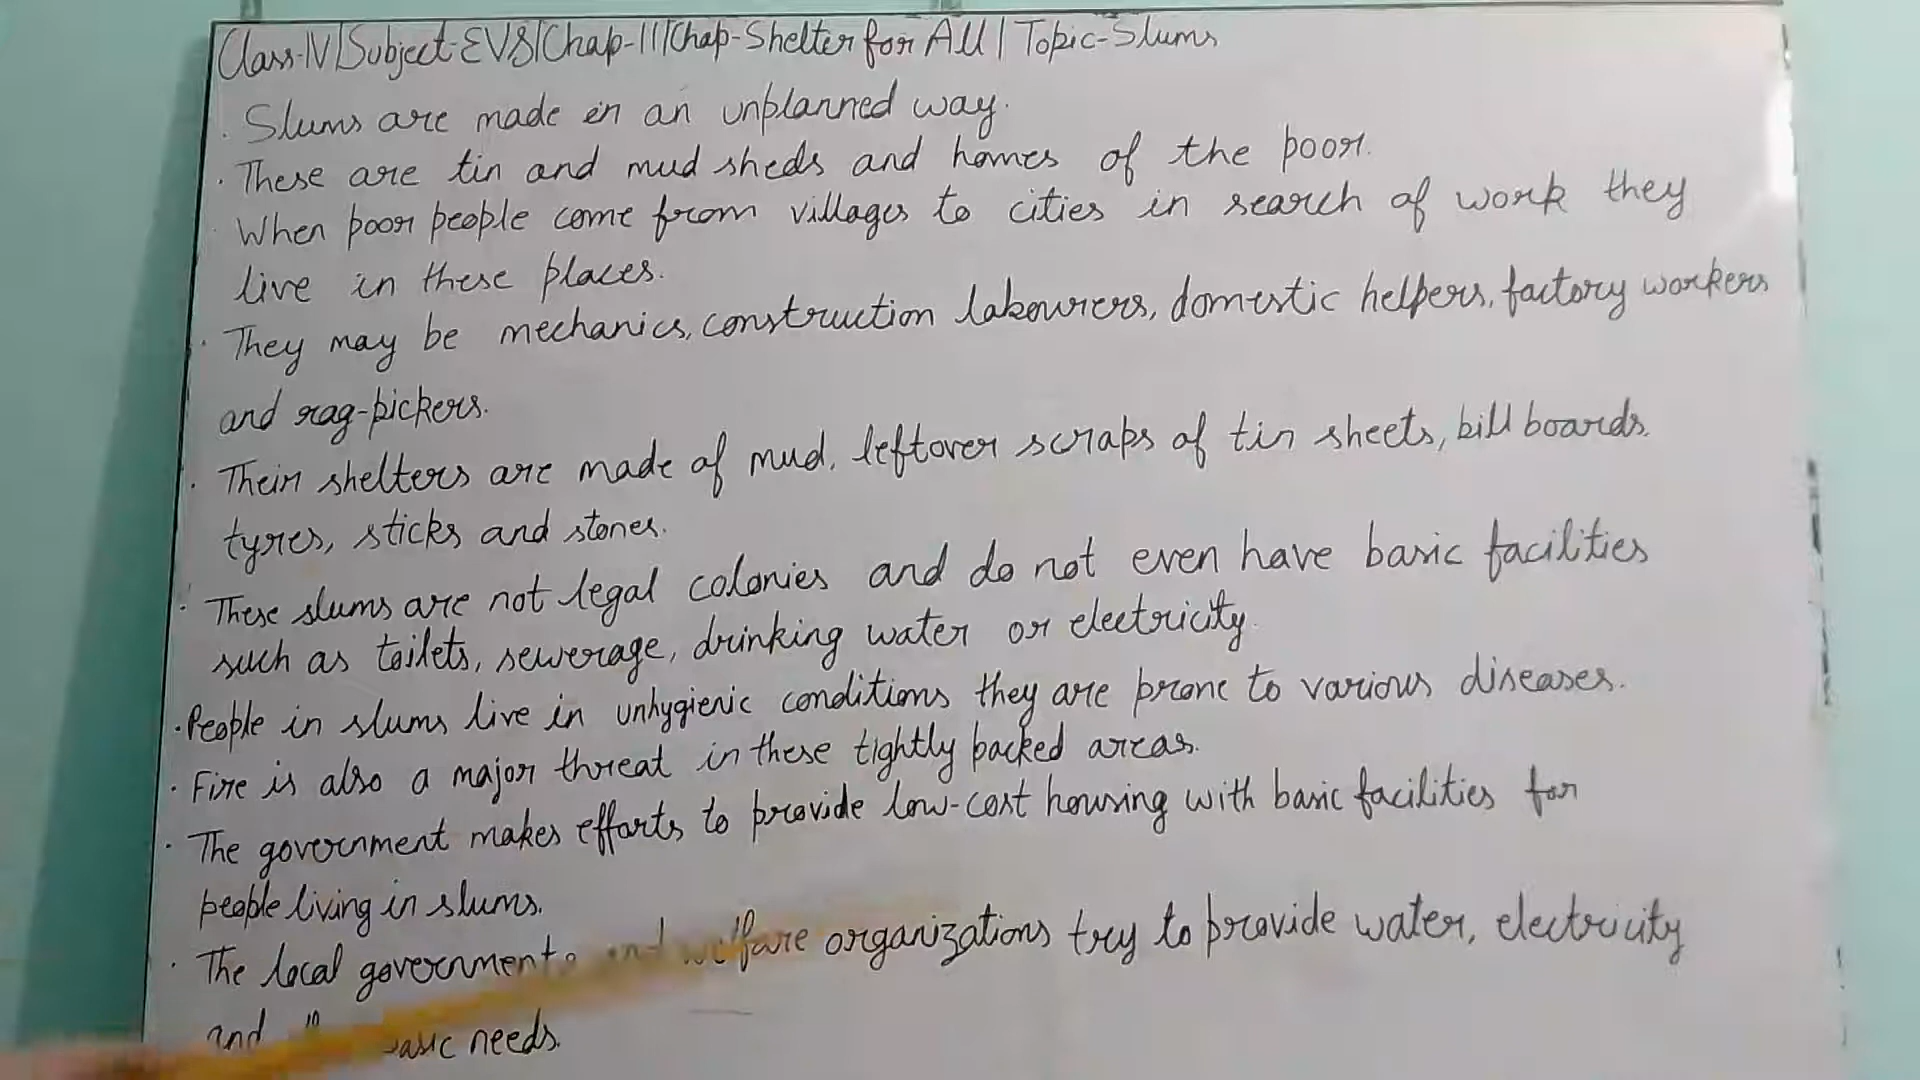 Class-IV|Subject-EVS|Chap-11|Chap-Shelter for All | Topic-Slums
. Slums are made in an unplanned way.
. These are tin and mud sheds and homes of the poor.
. When poor people come from villages to cities in search of work they
live in these places.
. They may be mechanics, construction labourers, domestic helpers, factory workers
and rag-pickers.
. Their shelters are made of mud, leftover scraps of tin sheets, bill boards,
tyres, sticks and stones.
. These slums are not legal colonies and do not even have basic facilities
such as toilets, sewerage, drinking water or electricity.
. People in slums live in unhygienic conditions they are prone to various diseases.
. Fire is also a major threat in these tightly backed areas.
. The government makes efforts to provide low-cost housing with basic facilities for
people living in slums.
. The local governments and welfare organizations try to provide water, electricity
and basic needs.